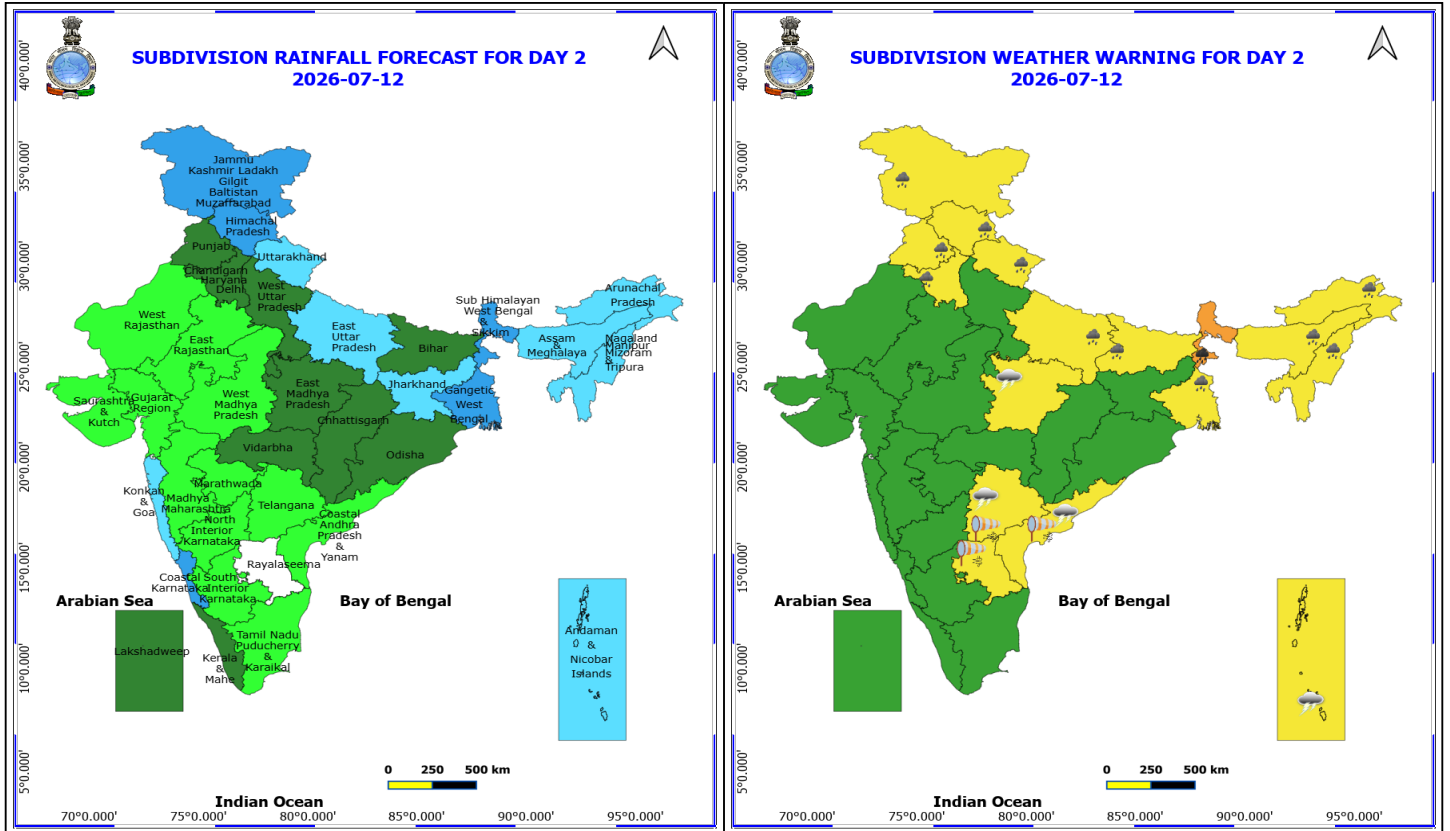 SUBDIVISION RAINFALL FORECAST FOR DAY 2
2026-07-12
40°0.000'
35°0.000'
30°0.000'
25°0.000'
20°0.000'
15°0.000'
10°0.000'
5°0.000'
Jammu
Kashmir Ladakh
Gilgit
Baltistan
Muzaffarabad
Himachal
Pradesh
Punjab
Uttarakhand
Chandigarh
Haryana
Delhi
West
Uttar
Pradesh
West
Rajasthan
East
Rajasthan
East
Uttar
Pradesh
Bihar
Sub Himalayan
West Bengal
&
Sikkim
Arunachal
Pradesh
Assam
&
Meghalaya
Nagaland
Manipur
Mizoram
&
Tripura
Jharkhand
Gangetic
West
Bengal
Saurashtra
&
Kutch
Gujarat
Region
West
Madhya
Pradesh
East
Madhya
Pradesh
Chhattisgarh
Vidarbha
Odisha
Konkan
&
Goa
Marathwada
Madhya
Maharashtra
North
Interior
Karnataka
Telangana
Coastal
Andhra
Pradesh
&
Yanam
Rayalaseema
Coastal
Karnataka
South
Interior
Karnataka
Arabian Sea
Bay of Bengal
Lakshadweep
Kerala
&
Mahe
Tamil Nadu
Puducherry
&
Karaikal
Andaman
&
Nicobar
Islands
0 250 500 km
Indian Ocean
70°0.000' 75°0.000' 80°0.000' 85°0.000' 90°0.000' 95°0.000'
SUBDIVISION WEATHER WARNING FOR DAY 2
2026-07-12
40°0.000'
35°0.000'
30°0.000'
25°0.000'
20°0.000'
15°0.000'
10°0.000'
5°0.000'
Arabian Sea
Bay of Bengal
0 250 500 km
Indian Ocean
70°0.000' 75°0.000' 80°0.000' 85°0.000' 90°0.000' 95°0.000'